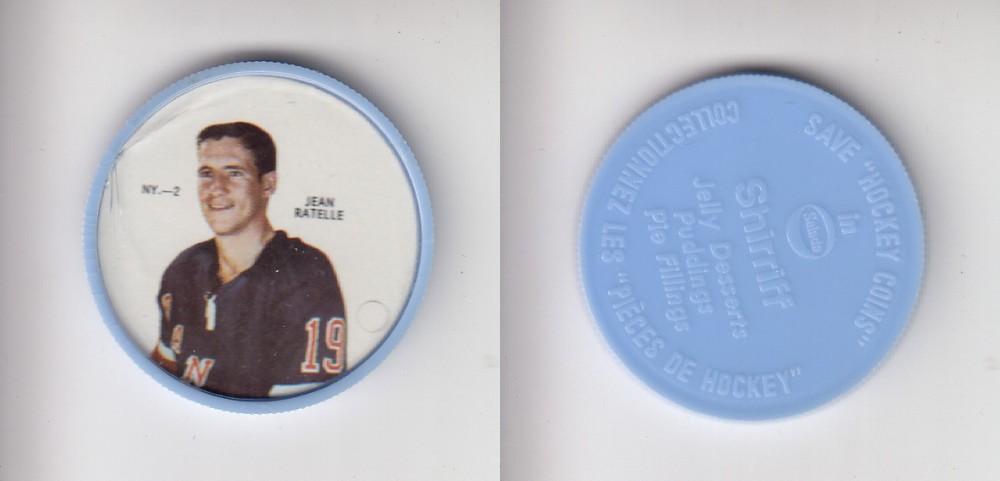 NY.—2
JEAN
RATELLE
19
N
SAVE "HOCKEY COINS"
in
Salada
Shirriff
Jelly Desserts
Puddings
Pie Fillings
COLLECTIONNEZ LES "PIÈCES DE HOCKEY"